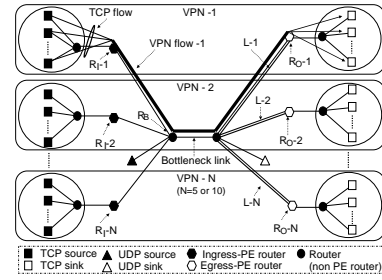 TCP flow
VPN -1
VPN flow-1
L-1
RI-1
RO-1
VPN - 2
RB
L-2
RI-2
RO-2
Bottleneck link
VPN - N
(N=5 or 10)
L-N
RI-N
RO-N
TCP source UDP source Ingress-PE router Router
TCP sink UDP sink Egress-PE router (non PE router)